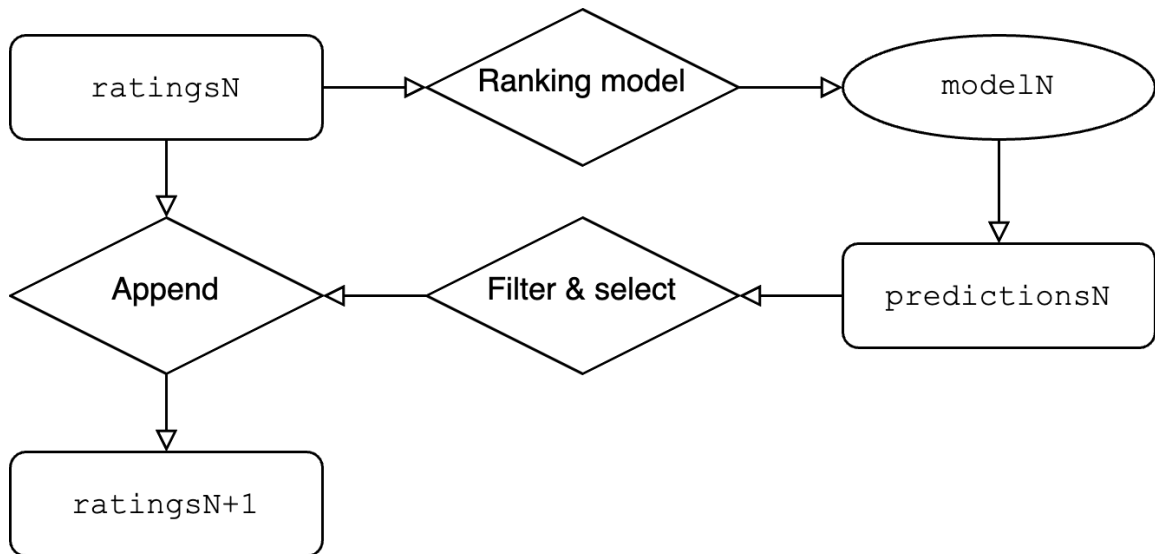 ratingsN
Ranking model
modelN
Append
Filter & select
predictionsN
ratingsN+1